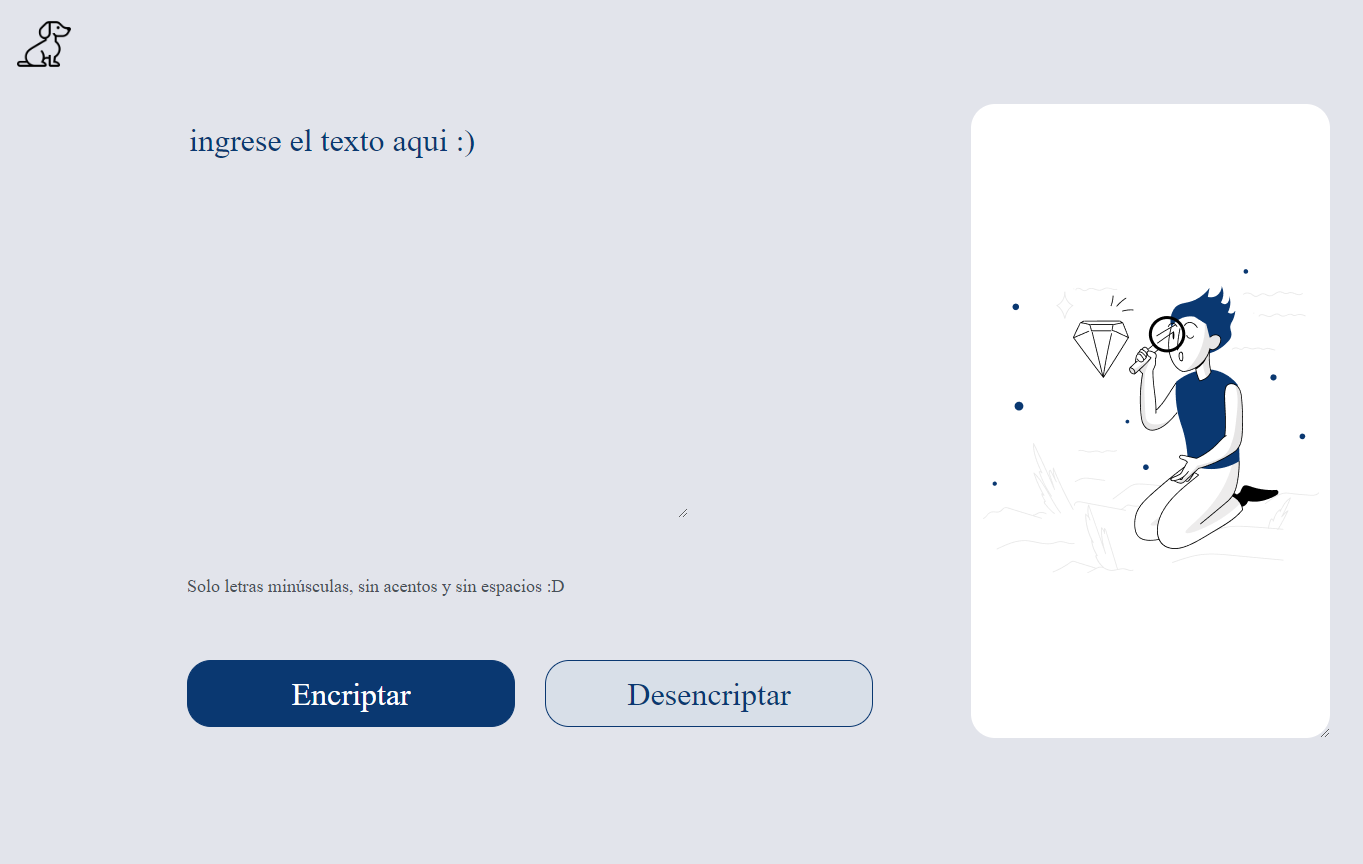 ingrese el texto aqui :)
Solo letras minúsculas, sin acentos y sin espacios :D
Encriptar
Desencriptar